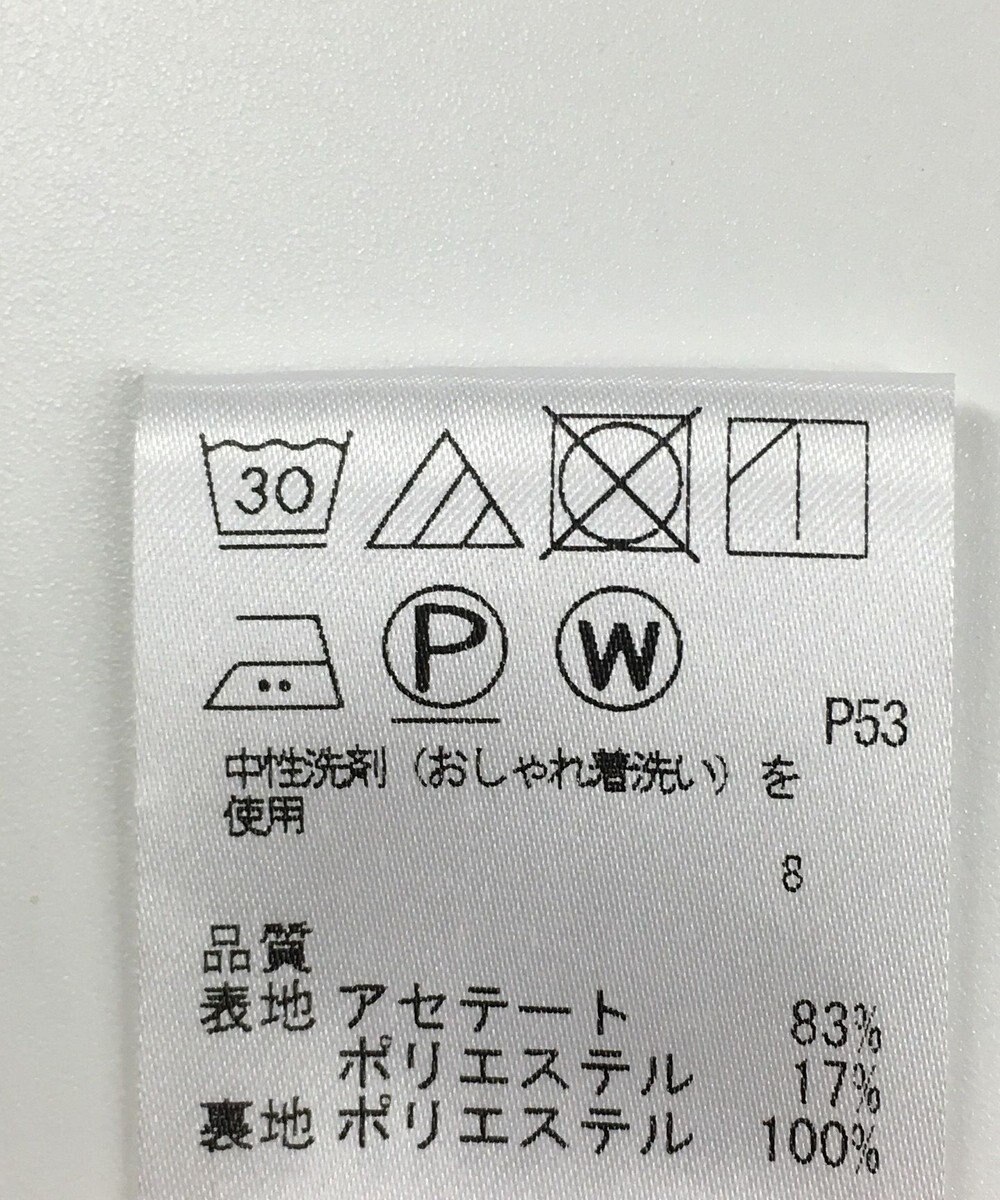 30
P W
P53
中性洗剤（おしゃれ着洗い）を
使用
8
品質
表地 アセテート 83%
ポリエステル 17%
裏地 ポリエステル 100%